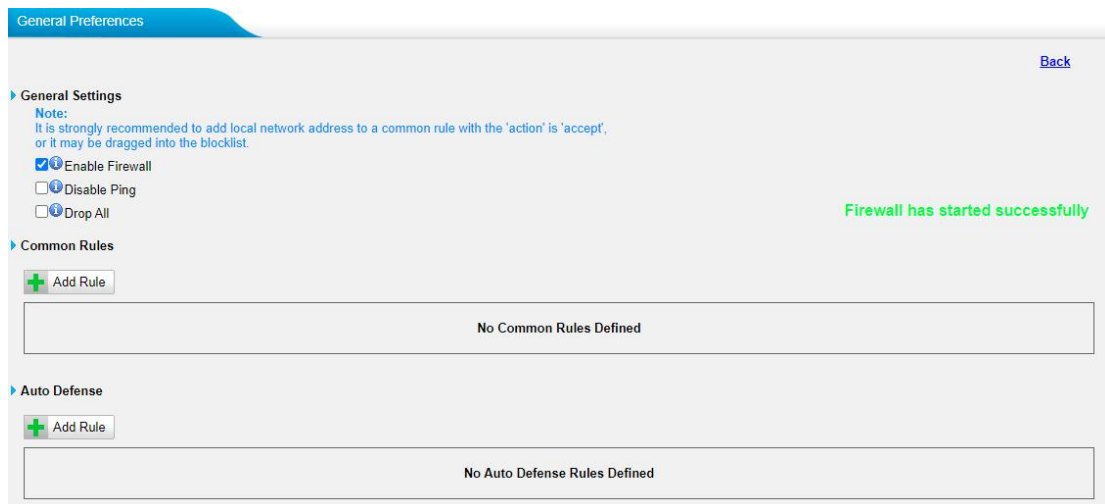 General Preferences
Back
General Settings
Note:
It is strongly recommended to add local network address to a common rule with the 'action' is 'accept',
or it may be dragged into the blocklist.
Enable Firewall
Disable Ping
Drop All
Firewall has started successfully
Common Rules
Add Rule
No Common Rules Defined
Auto Defense
Add Rule
No Auto Defense Rules Defined